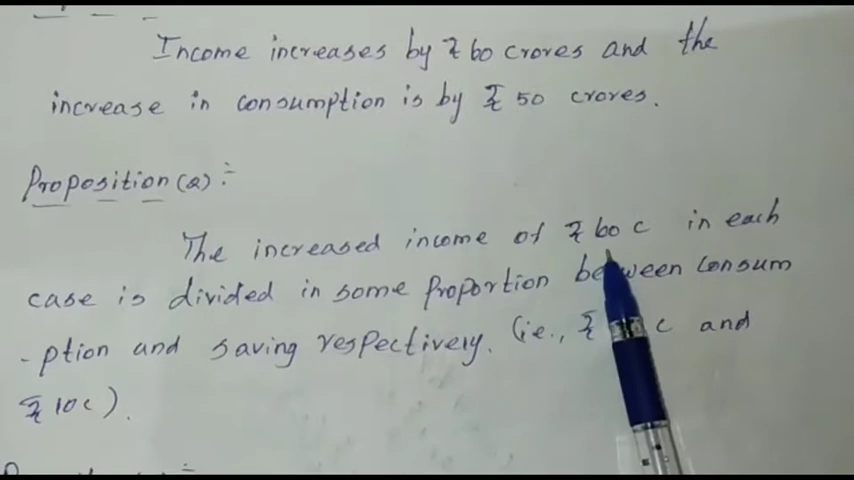 Income increases by ₹ 60 crores and the
increase in consumption is by ₹ 50 crores.
Proposition (2) :-
The increased income of ₹ 60 c in each
case is divided in some proportion between consum
-ption and saving respectively. (ie., ₹ c and
₹ 10c).